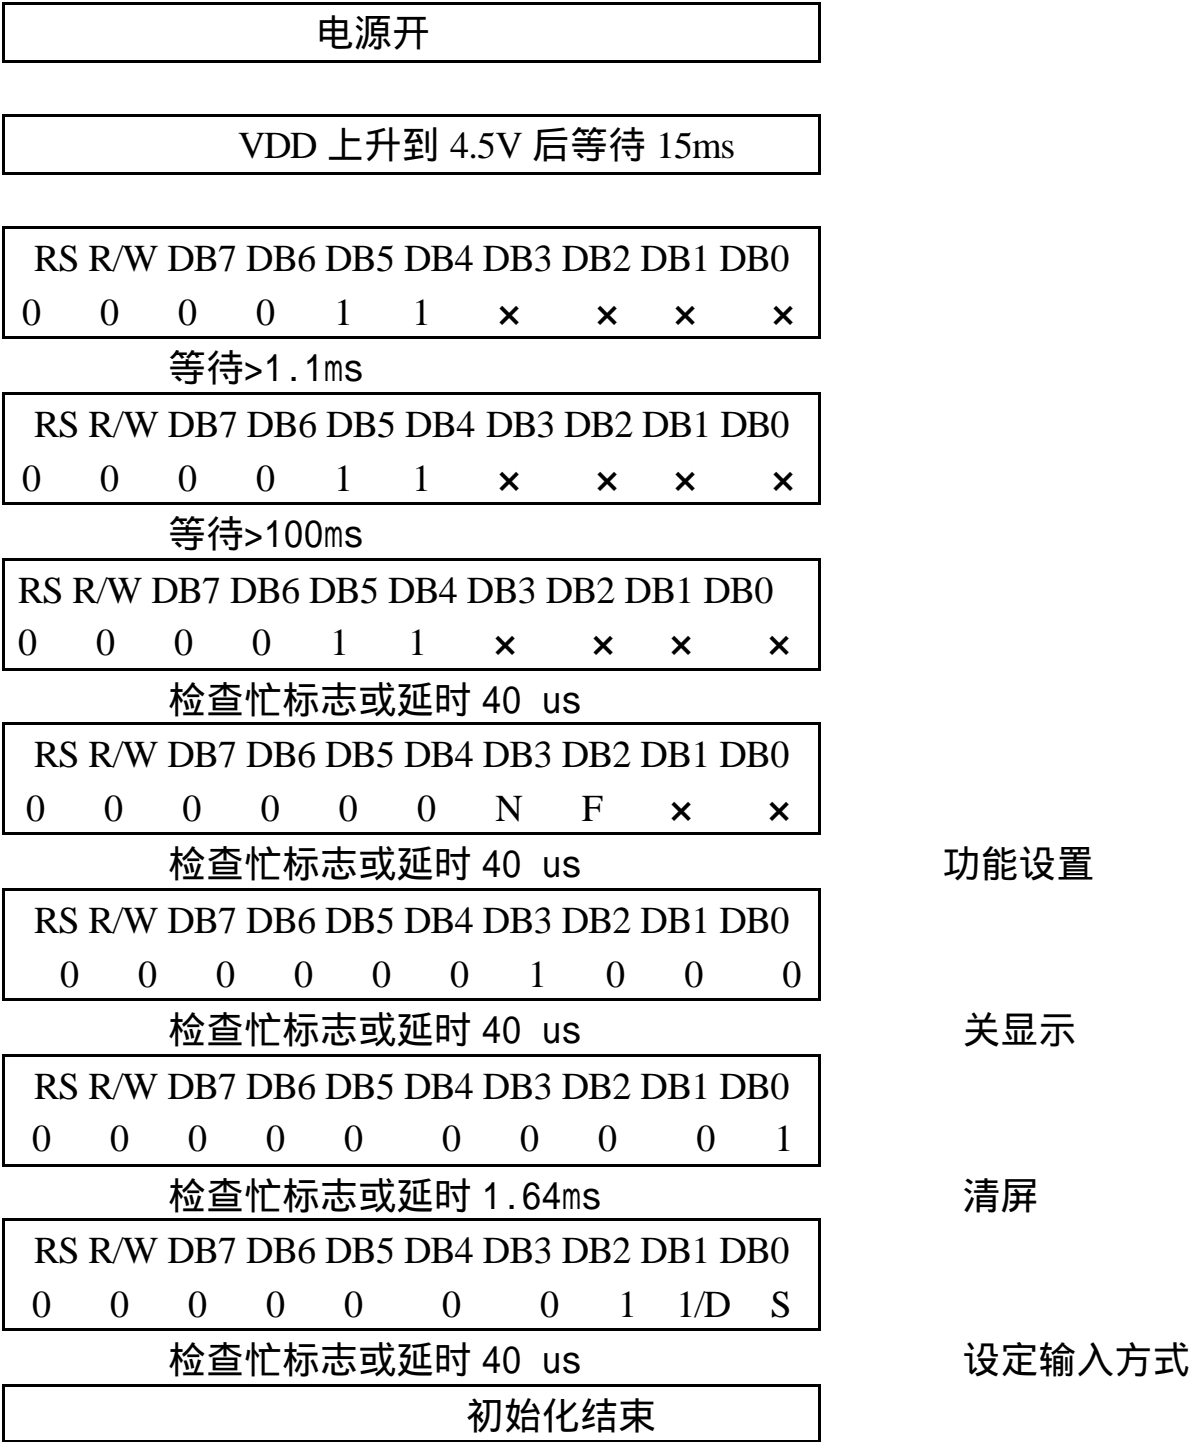 电源开
VDD 上升到 4.5V 后等待 15ms
RS R/W DB7 DB6 DB5 DB4 DB3 DB2 DB1 DB0
0 0 0 0 1 1 × × × ×
等待>1.1ms
RS R/W DB7 DB6 DB5 DB4 DB3 DB2 DB1 DB0
0 0 0 0 1 1 × × × ×
等待>100ms
RS R/W DB7 DB6 DB5 DB4 DB3 DB2 DB1 DB0
0 0 0 0 1 1 × × × ×
检查忙标志或延时 40 us
RS R/W DB7 DB6 DB5 DB4 DB3 DB2 DB1 DB0
0 0 0 0 0 0 N F × ×
检查忙标志或延时 40 us 功能设置
RS R/W DB7 DB6 DB5 DB4 DB3 DB2 DB1 DB0
0 0 0 0 0 0 1 0 0 0
检查忙标志或延时 40 us 关显示
RS R/W DB7 DB6 DB5 DB4 DB3 DB2 DB1 DB0
0 0 0 0 0 0 0 0 0 1
检查忙标志或延时 1.64ms 清屏
RS R/W DB7 DB6 DB5 DB4 DB3 DB2 DB1 DB0
0 0 0 0 0 0 0 1 1/D S
检查忙标志或延时 40 us 设定输入方式
初始化结束